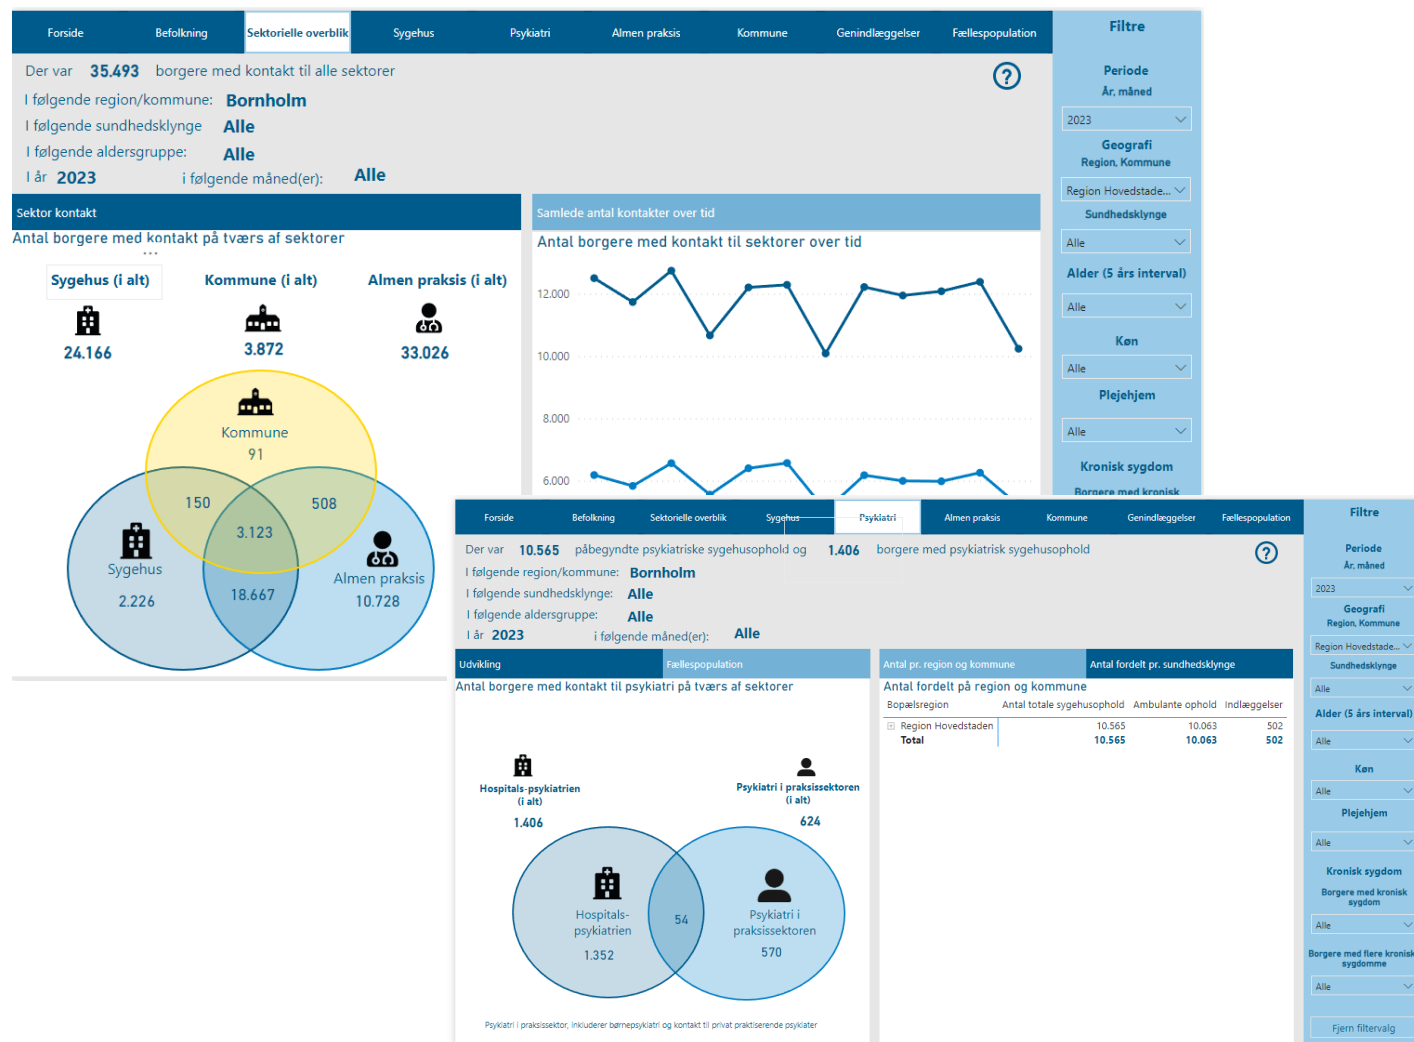 Forside Befolkning Sektorielle overblik Sygehus Psykiatri Almen praksis Kommune Genindlæggelser Fællespopulation
Der var 35.493 borgere med kontakt til alle sektorer
I følgende region/kommune: Bornholm
I følgende sundhedsklynge Alle
I følgende aldersgruppe: Alle
I år 2023 i følgende måned(er): Alle
?
Filtre
Periode
År, måned
2023
Geografi
Region, Kommune
Region Hovedstade...
Sundhedsklynge
Alle
Alder (5 års interval)
Alle
Køn
Alle
Plejehjem
Alle
Kronisk sygdom
Borgere med kronisk
Sektor kontakt
Antal borgere med kontakt på tværs af sektorer
...
Sygehus (i alt) Kommune (i alt) Almen praksis (i alt)
24.166 3.872 33.026
Kommune
91
150 508
3.123
Sygehus
2.226
18.667
Almen praksis
10.728
Samlede antal kontakter over tid
Antal borgere med kontakt til sektorer over tid
12.000
10.000
8.000
6.000
Forside Befolkning Sektorielle overblik Sygehus Psykiatri Almen praksis Kommune Genindlæggelser Fællespopulation
Der var 10.565 påbegyndte psykiatriske sygehusophold og 1.406 borgere med psykiatrisk sygehusophold
I følgende region/kommune: Bornholm
I følgende sundhedsklynge: Alle
I følgende aldersgruppe: Alle
I år 2023 i følgende måned(er): Alle
?
Udvikling Fællespopulation
Antal borgere med kontakt til psykiatri på tværs af sektorer
Hospitals-psykiatrien
(i alt)
1.406
Psykiatri i praksissektoren
(i alt)
624
Hospitals-
psykiatrien
1.352
54
Psykiatri i
praksissektoren
570
Psykiatri i praksissektor, inkluderer børnepsykiatri og kontakt til privat praktiserende psykiater
Antal pr. region og kommune Antal fordelt pr. sundhedsklynge
Antal fordelt på region og kommune
Bopælsregion Antal totale sygehusophold Ambulante ophold Indlæggelser
Region Hovedstaden 10.565 10.063 502
Total 10.565 10.063 502
Filtre
Periode
År, måned
2023
Geografi
Region, Kommune
Region Hovedstade...
Sundhedsklynge
Alle
Alder (5 års interval)
Alle
Køn
Alle
Plejehjem
Alle
Kronisk sygdom
Borgere med kronisk
sygdom
Alle
Borgere med flere kronisk
sygdomme
Alle
Fjern filtervalg